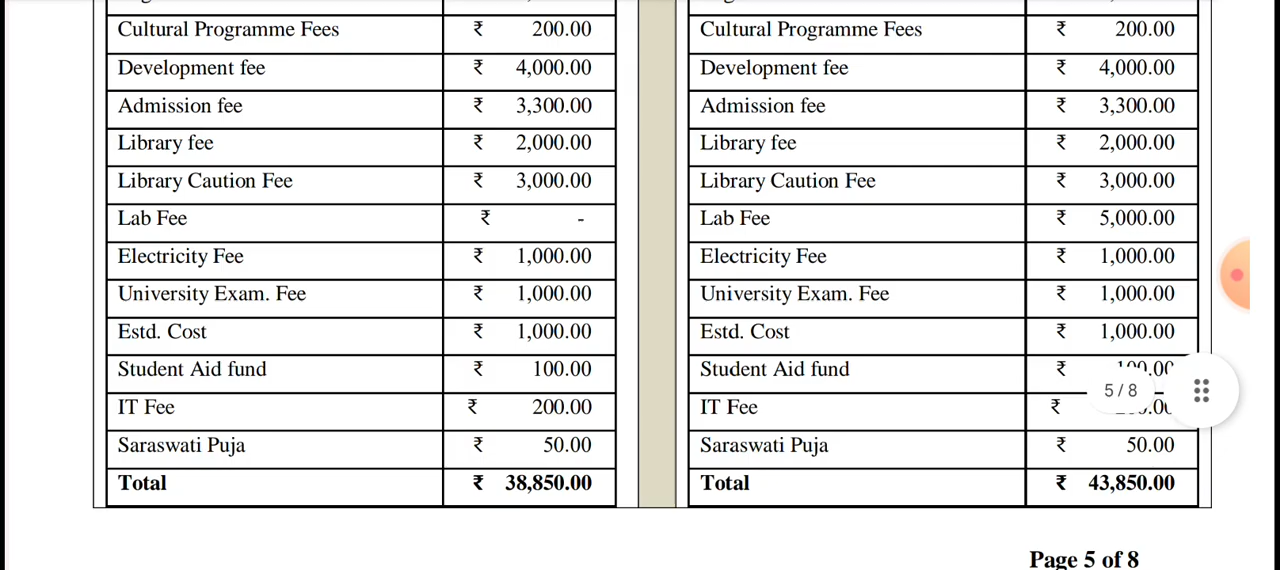 Cultural Programme Fees ₹ 200.00 Cultural Programme Fees ₹ 200.00
Development fee ₹ 4,000.00 Development fee ₹ 4,000.00
Admission fee ₹ 3,300.00 Admission fee ₹ 3,300.00
Library fee ₹ 2,000.00 Library fee ₹ 2,000.00
Library Caution Fee ₹ 3,000.00 Library Caution Fee ₹ 3,000.00
Lab Fee ₹ - Lab Fee ₹ 5,000.00
Electricity Fee ₹ 1,000.00 Electricity Fee ₹ 1,000.00
University Exam. Fee ₹ 1,000.00 University Exam. Fee ₹ 1,000.00
Estd. Cost ₹ 1,000.00 Estd. Cost ₹ 1,000.00
Student Aid fund ₹ 100.00 Student Aid fund ₹
5/8
IT Fee ₹ 200.00 IT Fee ₹
Saraswati Puja ₹ 50.00 Saraswati Puja ₹ 50.00
Total ₹ 38,850.00 Total ₹ 43,850.00
Page 5 of 8